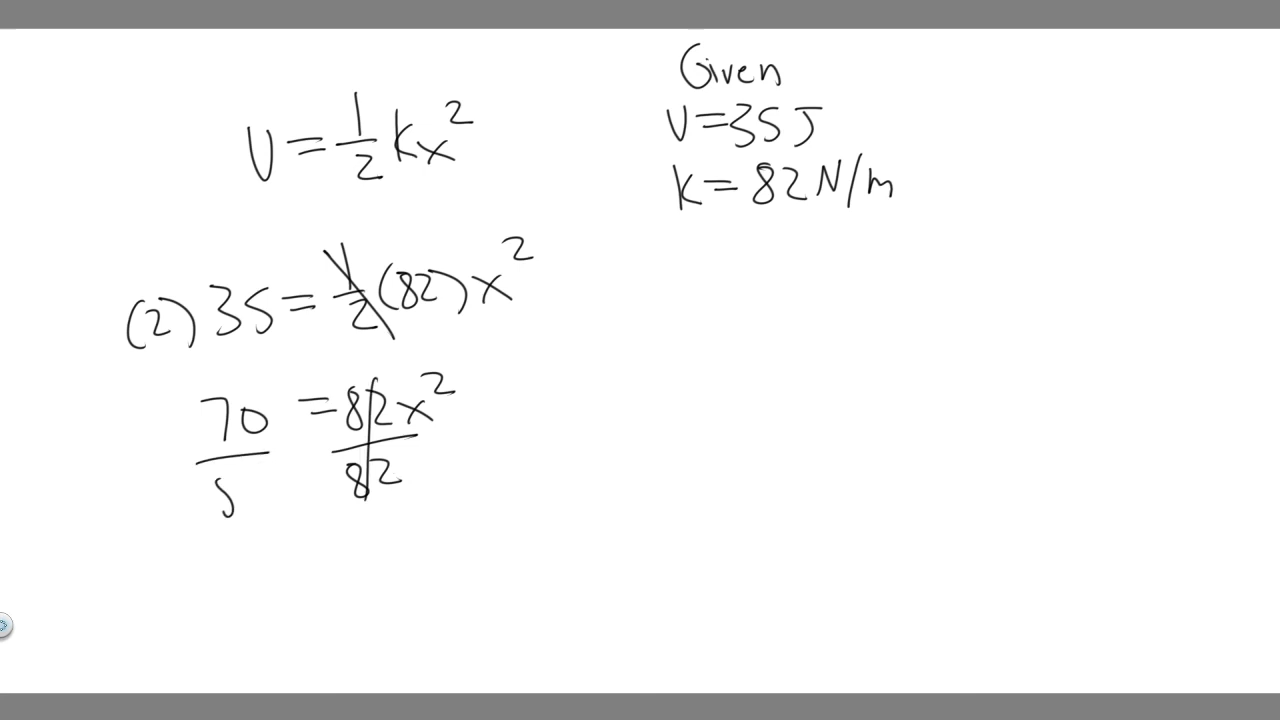 Given
U = 1/2 kx²
U = 35 J
k = 82 N/m
(2) 35 = 1/2 (82) x²
70 = 82x²
82